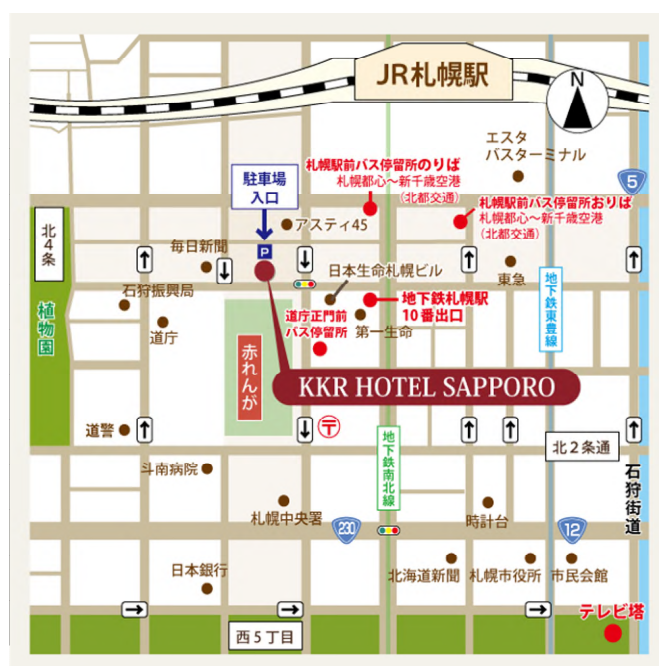 JR札幌駅
N
エスタ
バスターミナル
札幌駅前バス停留所のりば
札幌都心～新千歳空港
（北都交通）
駐車場
入口
5
札幌駅前バス停留所おりば
札幌都心～新千歳空港
（北都交通）
アスティ45
北4条
毎日新聞
P
日本生命札幌ビル
東急
地下鉄東豊線
石狩振興局
植物園
道庁
地下鉄札幌駅
10番出口
道庁正門前
バス停留所
第一生命
赤れんが
KKR HOTEL SAPPORO
道警
〒
地下鉄南北線
北2条通
斗南病院
石狩街道
札幌中央署
230
時計台
12
日本銀行
北海道新聞
札幌市役所
市民会館
テレビ塔
西5丁目